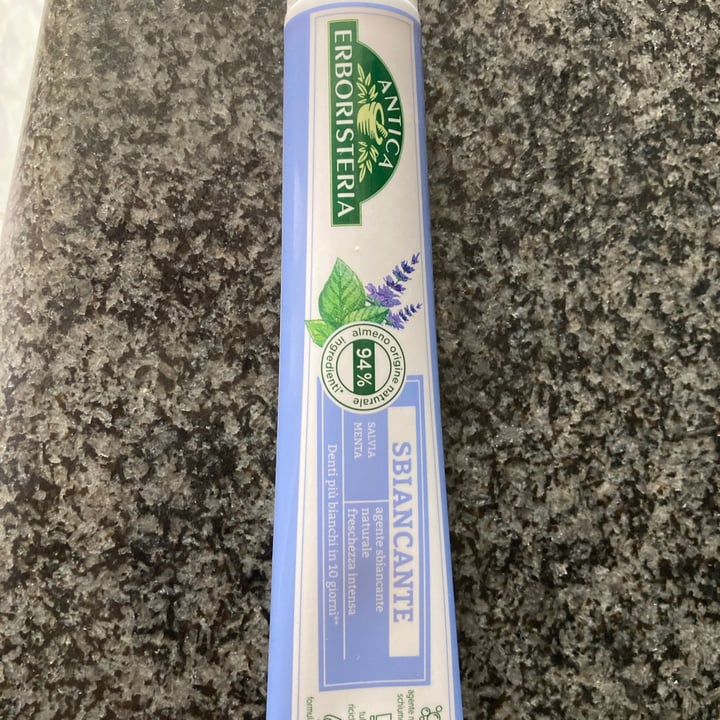 ANTICA
ERBORISTERIA
almeno origine naturale
94%
ingredienti*
SBIANCANTE
SALVIA
agente sbiancante
naturale
MENTA
freschezza intensa
Denti più bianchi in 10 giorni**
agente